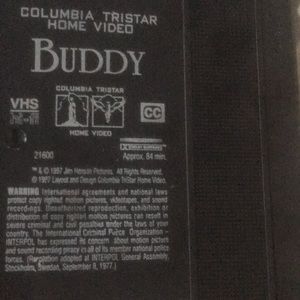 COLUMBIA TRISTAR
HOME VIDEO
BUDDY
COLUMBIA TRISTAR
VHS
CC
HOME VIDEO
DOLBY SURROUND
21600
Approx. 84 min.
™ & © 1997 Jim Henson Pictures. All Rights Reserved.
© 1997 Layout and Design Columbia TriStar Home Video.
WARNING: International agreements and national laws
protect copyrighted motion pictures, videotapes, and sound
recordings. Unauthorized reproduction, exhibition or
distribution of copyrighted motion pictures can result in
severe criminal and civil penalties under the laws of your
country. The International Criminal Police Organization -
INTERPOL, has expressed its concern about motion picture
and sound recording piracy to all of its member national police
forces. (Resolution adopted at INTERPOL General Assembly,
Stockholm, Sweden, September 8, 1977.)